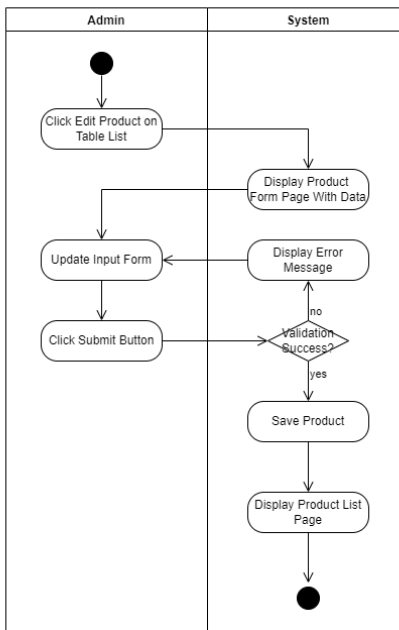 Admin
System
Click Edit Product on
Table List
Display Product
Form Page With Data
Update Input Form
Display Error
Message
no
Click Submit Button
Validation
Success?
yes
Save Product
Display Product List
Page